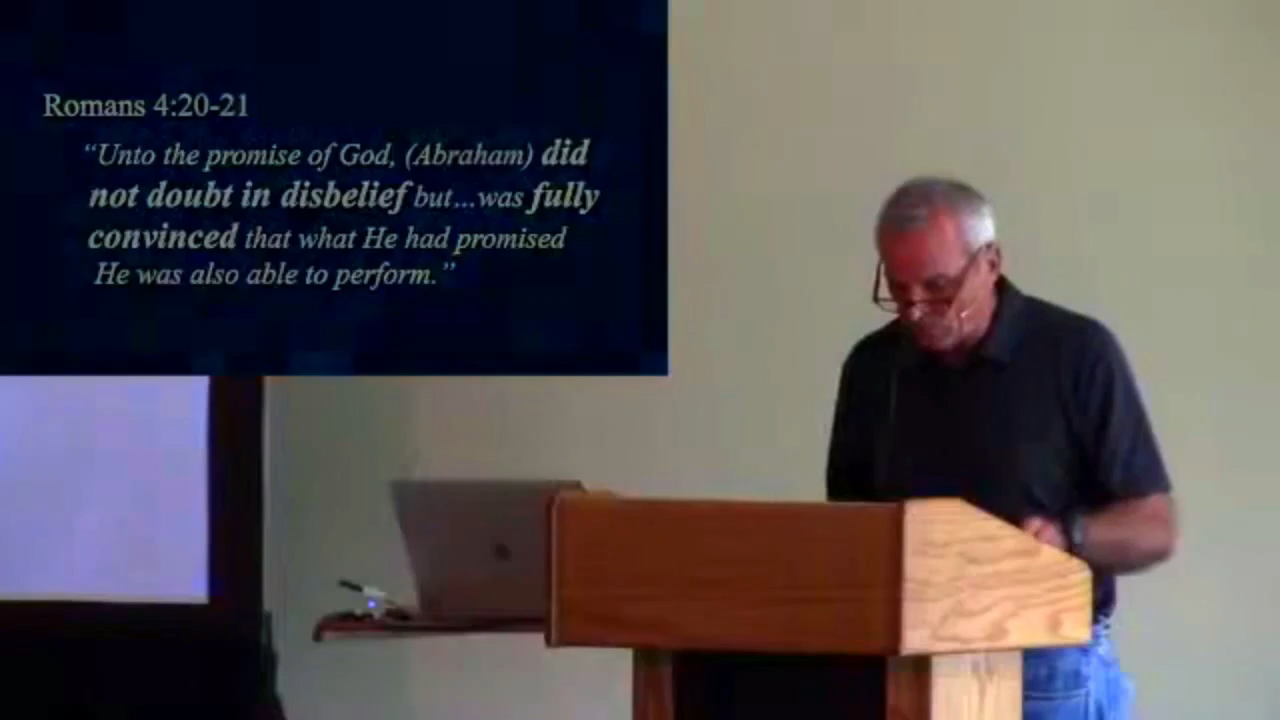 Romans 4:20-21
“Unto the promise of God, (Abraham) did
not doubt in disbelief but...was fully
convinced that what He had promised
He was also able to perform.”